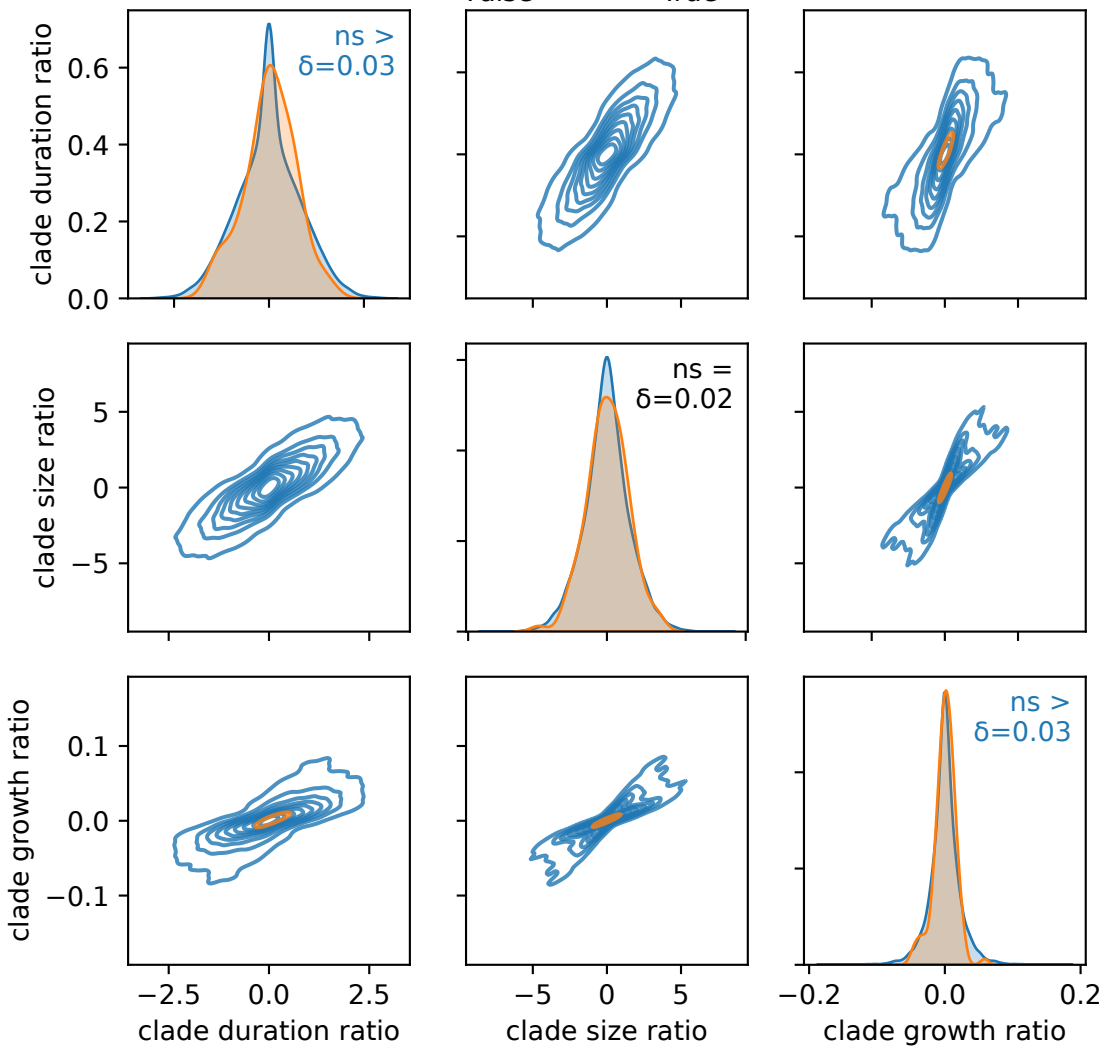 clade duration ratio
0.6
0.4
0.2
0.0
ns >
δ=0.03
−5
0
5
clade size ratio
5
0
−5
ns =
δ=0.02
clade growth ratio
0.1
0.0
−0.1
ns >
δ=0.03
−2.5
0.0
2.5
−5
0
5
−0.2
0.0
0.2
clade duration ratio
clade size ratio
clade growth ratio